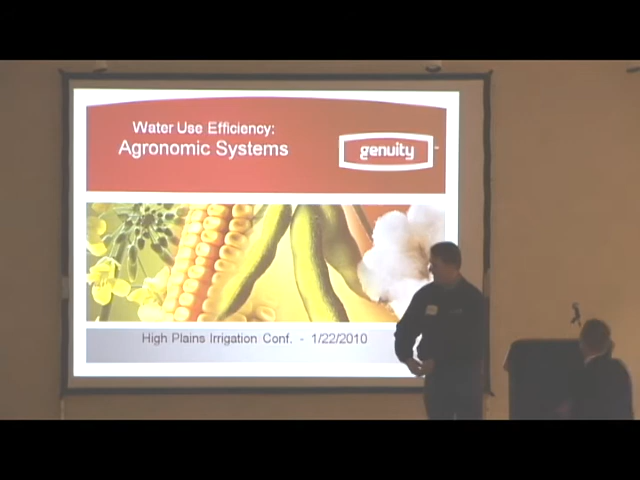 Water Use Efficiency:
Agronomic Systems
genuity
High Plains Irrigation Conf. - 1/22/2010